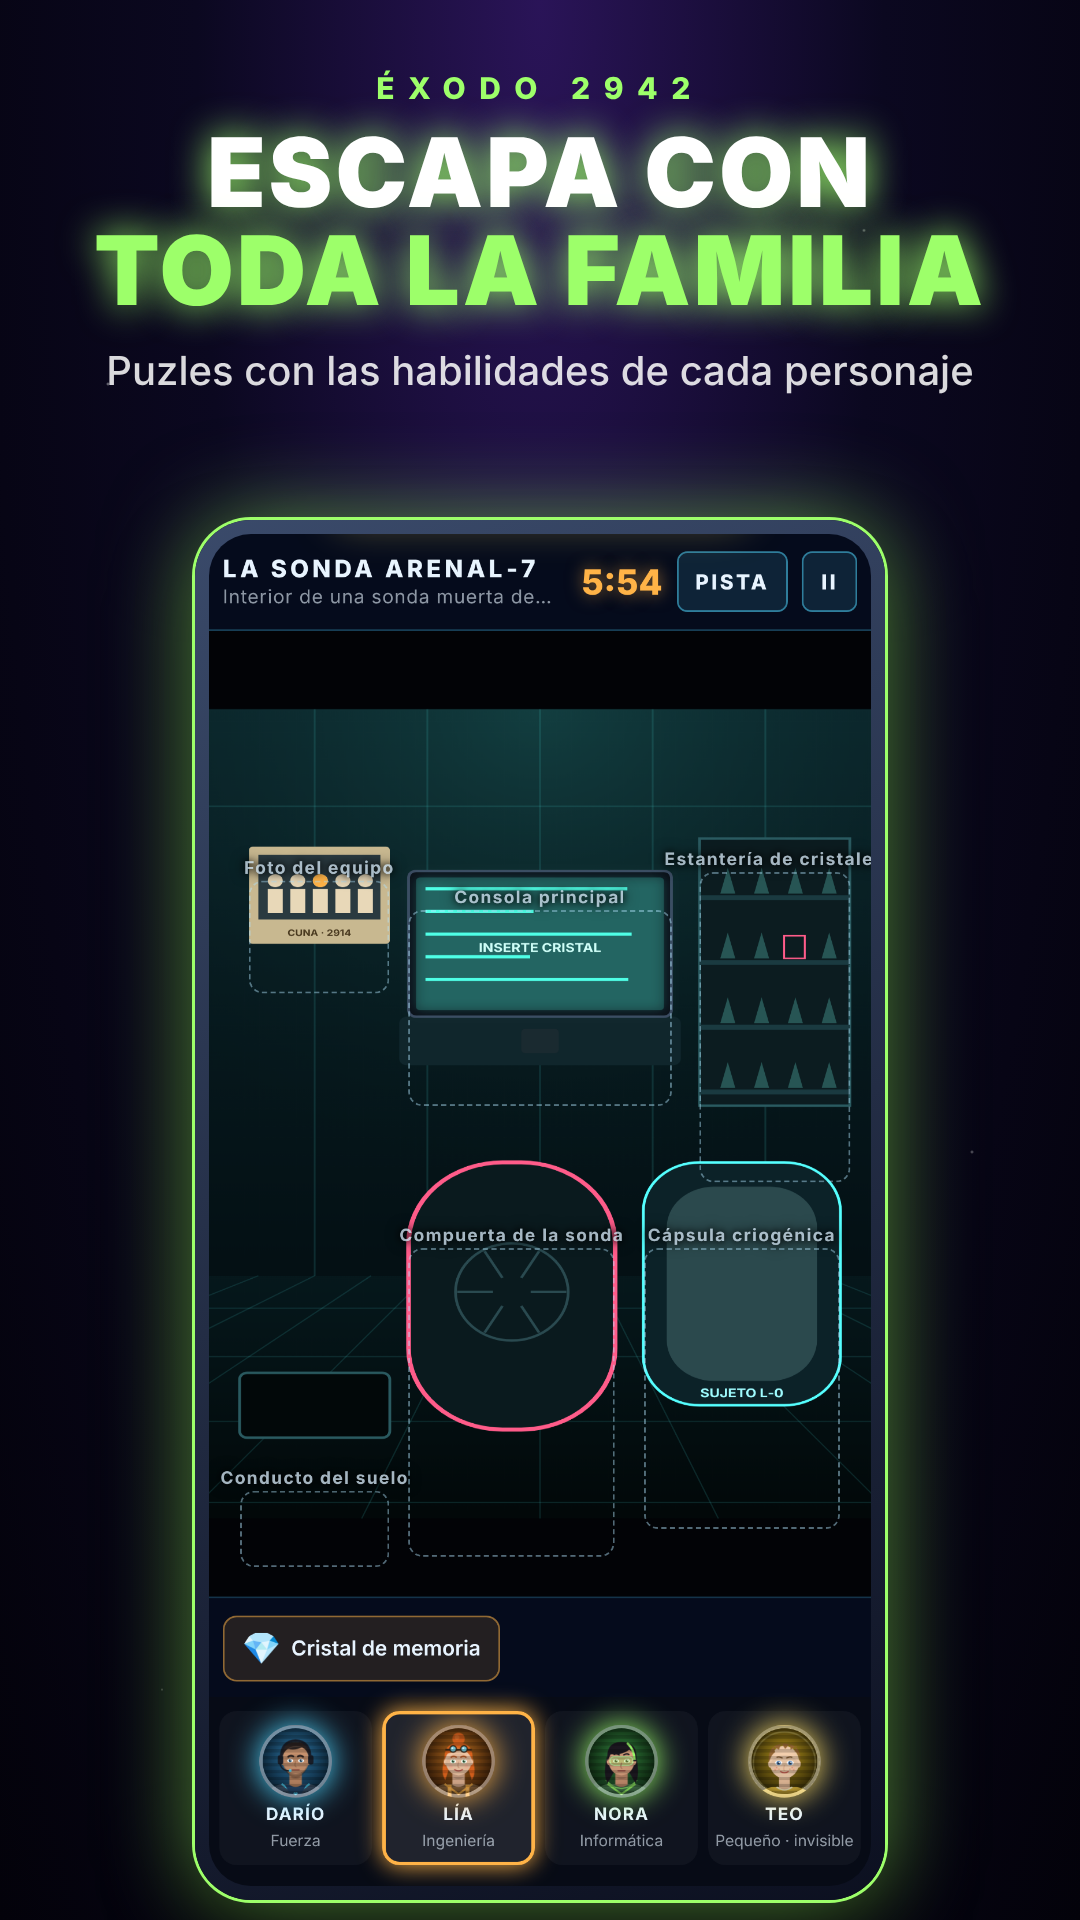 ÉXODO 2942
ESCAPA CON
TODA LA FAMILIA
Puzles con las habilidades de cada personaje
LA SONDA ARENAL-7
Interior de una sonda muerta de...
5:54
PISTA
II
Foto del equipo
CUNA · 2914
Consola principal
INSERTE CRISTAL
Estantería de cristale
Compuerta de la sonda
Cápsula criogénica
SUJETO L-0
Conducto del suelo
Cristal de memoria
DARÍO
Fuerza
LÍA
Ingeniería
NORA
Informática
TEO
Pequeño · invisible